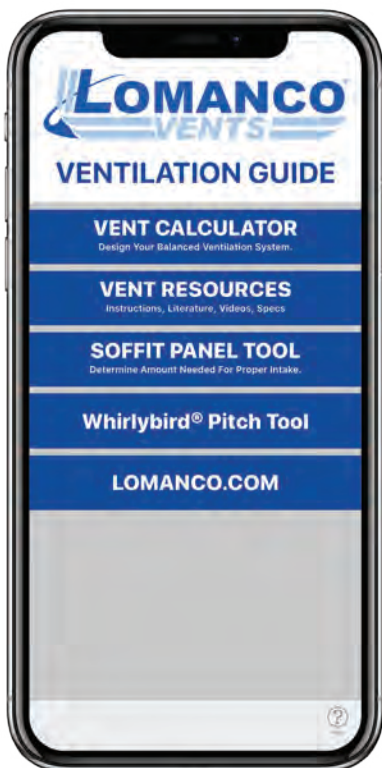 LOMANCO
VENTS
VENTILATION GUIDE
VENT CALCULATOR
Design Your Balanced Ventilation System.
VENT RESOURCES
Instructions, Literature, Videos, Specs
SOFFIT PANEL TOOL
Determine Amount Needed For Proper Intake.
Whirlybird® Pitch Tool
LOMANCO.COM
?